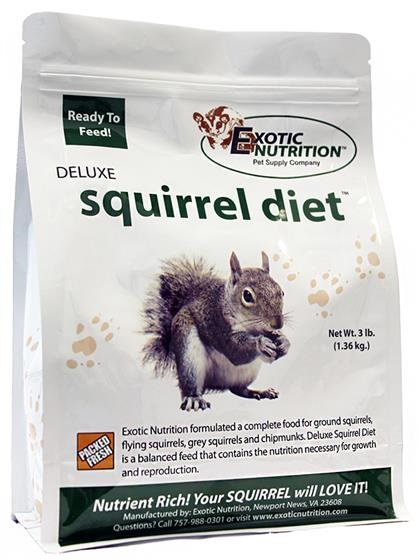 Ready To
Feed!
EXOTIC
NUTRITION™
Pet Supply Company
DELUXE
squirrel diet™
Net Wt. 3 lb.
(1.36 kg.)
Exotic Nutrition formulated a complete food for ground squirrels,
flying squirrels, grey squirrels and chipmunks. Deluxe Squirrel Diet
is a balanced feed that contains the nutrition necessary for growth
and reproduction.
PACKED
FRESH
Nutrient Rich! Your SQUIRREL will LOVE IT!
Manufactured by: Exotic Nutrition, Newport News, VA 23608
Questions? Call 757-988-0301 or visit www.exoticnutrition.com